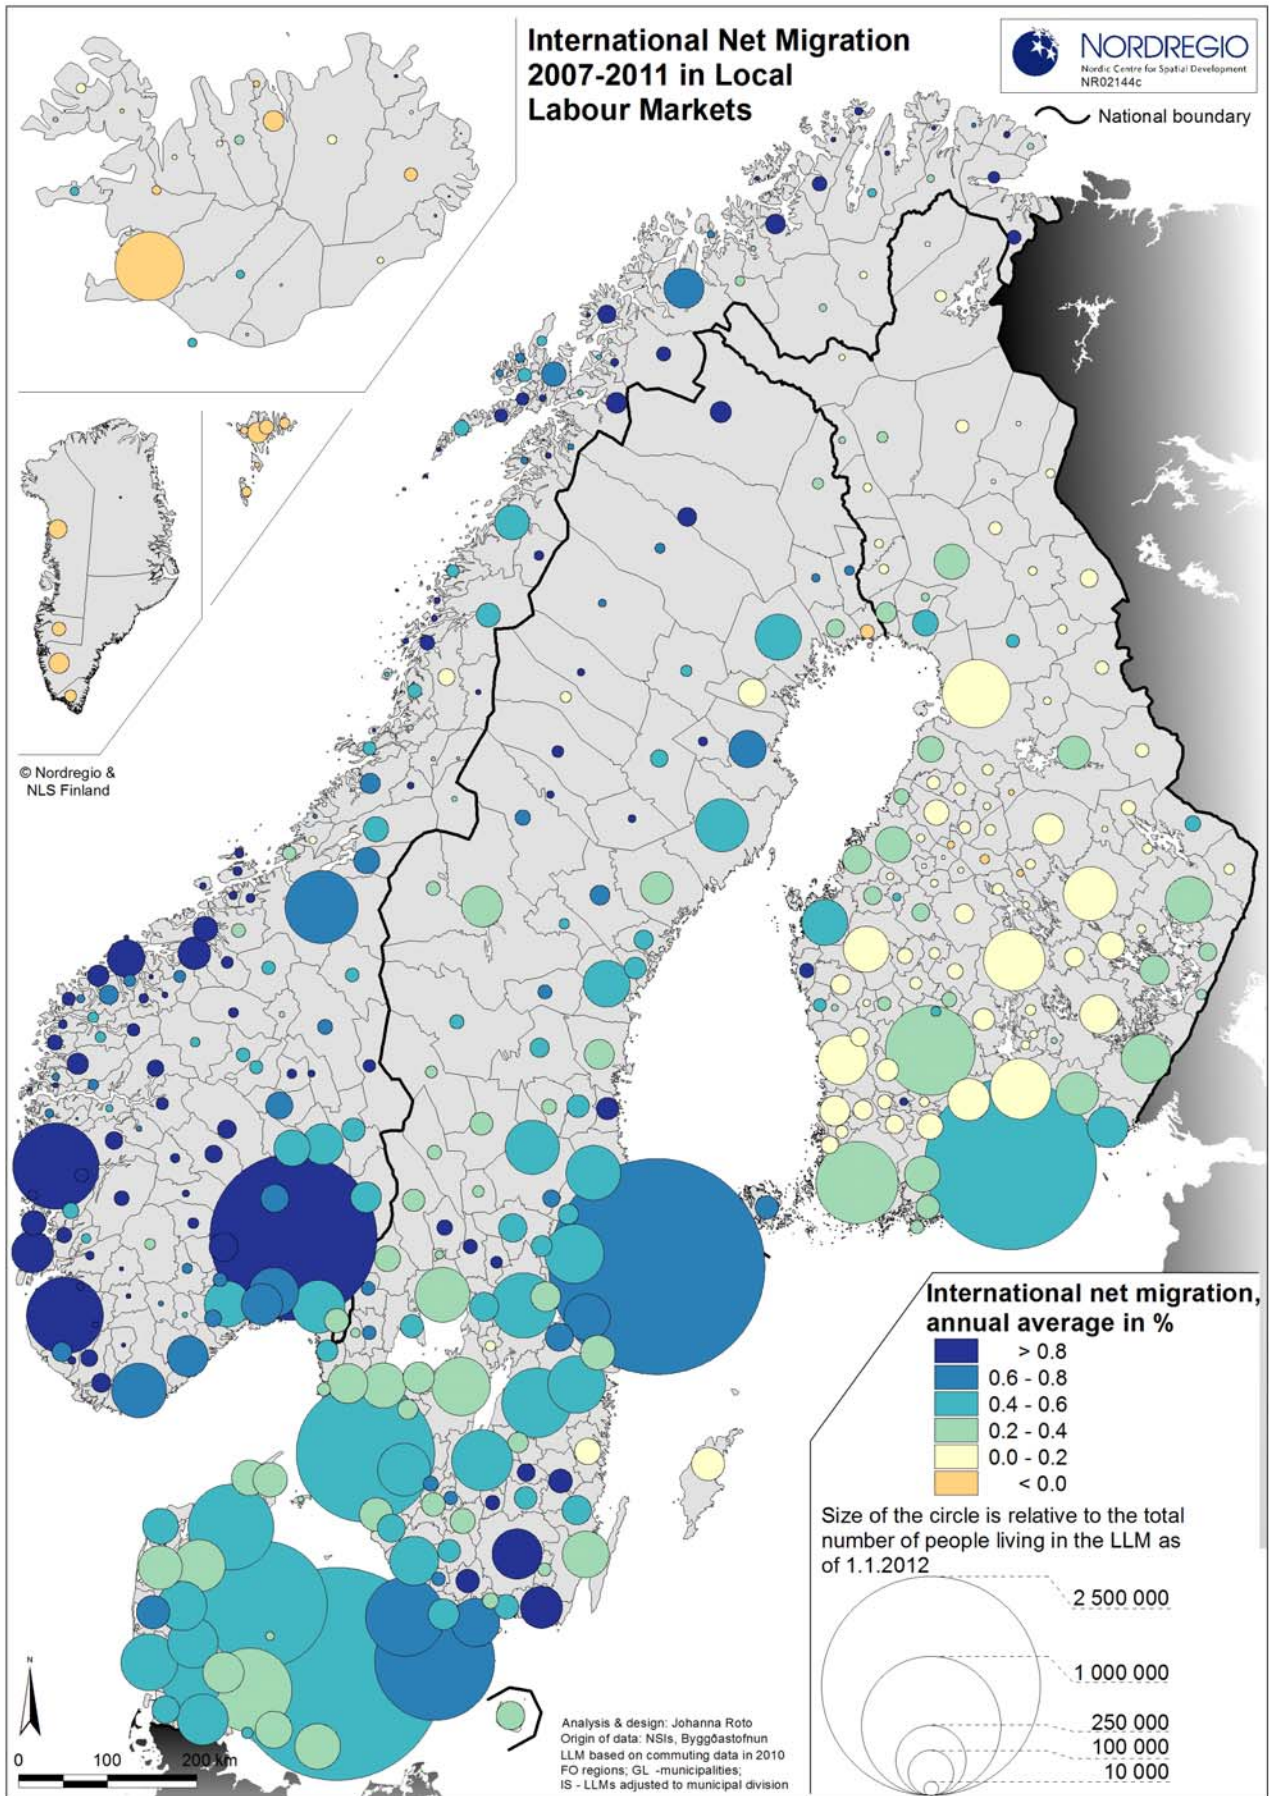 International Net Migration
2007-2011 in Local
Labour Markets
NORDREGIO
Nordic Centre for Spatial Development
NR02144c
National boundary
© Nordregio &
NLS Finland
International net migration,
annual average in %
> 0.8
0.6 - 0.8
0.4 - 0.6
0.2 - 0.4
0.0 - 0.2
< 0.0
Size of the circle is relative to the total
number of people living in the LLM as
of 1.1.2012
2 500 000
1 000 000
250 000
100 000
10 000
N
0 100 200 km
Analysis & design: Johanna Roto
Origin of data: NSIs, Byggðastofnun
LLM based on commuting data in 2010
FO regions; GL -municipalities;
IS - LLMs adjusted to municipal division